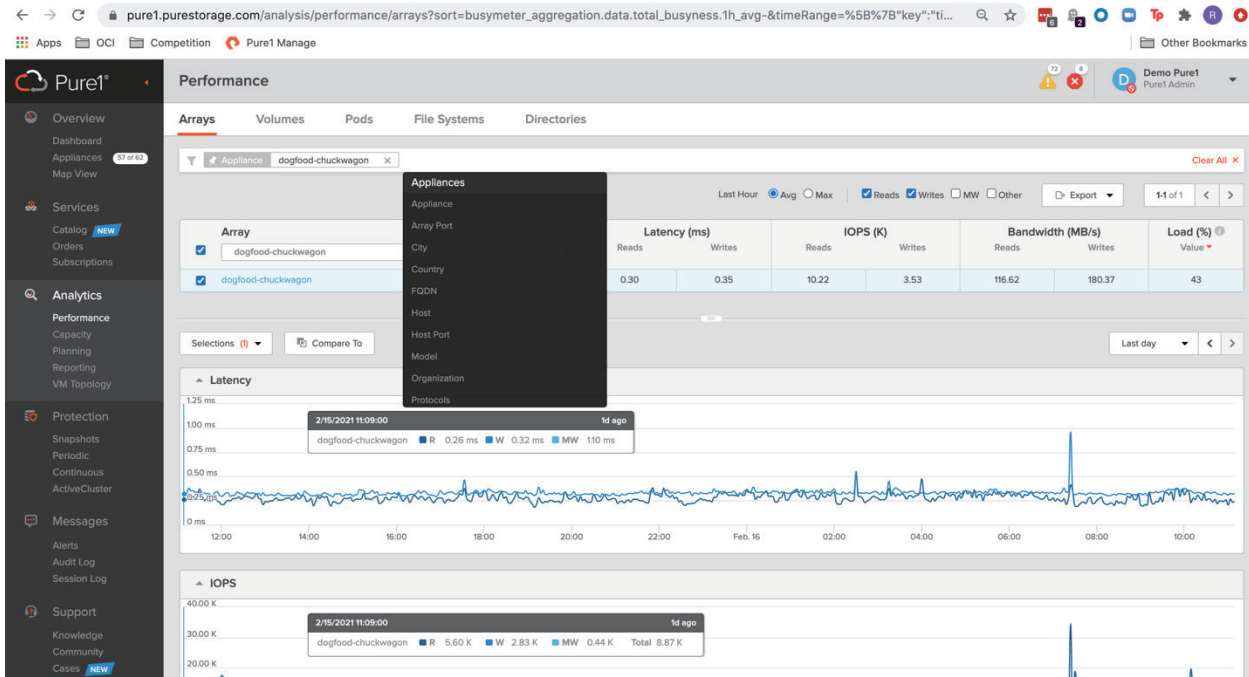 pure1.purestorage.com/analysis/performance/arrays?sort=busymeter_aggregation.data.total_busyness.1h_avg-&timeRange=%5B%7B"key":"ti...
6
2
Tp
R
Apps
OCI
Competition
Pure1 Manage
Other Bookmarks
Pure1®
Performance
72
8
D
Demo Pure1
Pure1 Admin
Overview
Dashboard
Appliances 57 of 62
Map View
Services
Catalog NEW
Orders
Subscriptions
Analytics
Performance
Capacity
Planning
Reporting
VM Topology
Protection
Snapshots
Periodic
Continuous
ActiveCluster
Messages
Alerts
Audit Log
Session Log
Support
Knowledge
Community
Cases NEW
Arrays Volumes Pods File Systems Directories
Appliance dogfood-chuckwagon ×
Clear All ×
Appliances
Appliance
Array Port
City
Country
FQDN
Host
Host Port
Model
Organization
Protocols
Last Hour Avg Max Reads Writes MW Other Export 1-1 of 1
Array Latency (ms) IOPS (K) Bandwidth (MB/s) Load (%)
dogfood-chuckwagon Reads Writes Reads Writes Reads Writes Value
dogfood-chuckwagon 0.30 0.35 10.22 3.53 116.62 180.37 43
Selections (1) Compare To Last day
Latency
1.25 ms
1.00 ms
0.75 ms
0.50 ms
0.25 ms
0 ms
2/15/2021 11:09:00 1d ago
dogfood-chuckwagon R 0.26 ms W 0.32 ms MW 1.10 ms
12:00 14:00 16:00 18:00 20:00 22:00 Feb. 16 02:00 04:00 06:00 08:00 10:00
IOPS
40.00 K
30.00 K
20.00 K
2/15/2021 11:09:00 1d ago
dogfood-chuckwagon R 5.60 K W 2.83 K MW 0.44 K Total 8.87 K